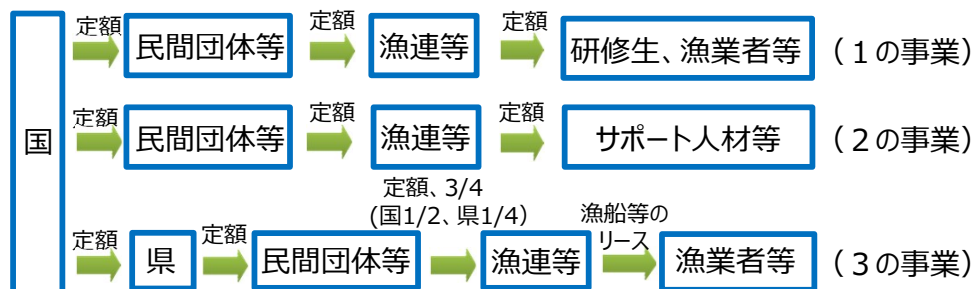 定額 定額 定額
民間団体等 漁連等 研修生、漁業者等 (1の事業)
国
定額 定額 定額
民間団体等 漁連等 サポート人材等 (2の事業)
定額、3/4
(国1/2、県1/4)
定額 定額 漁船等の
リース
県 民間団体等 漁連等 漁業者等 (3の事業)